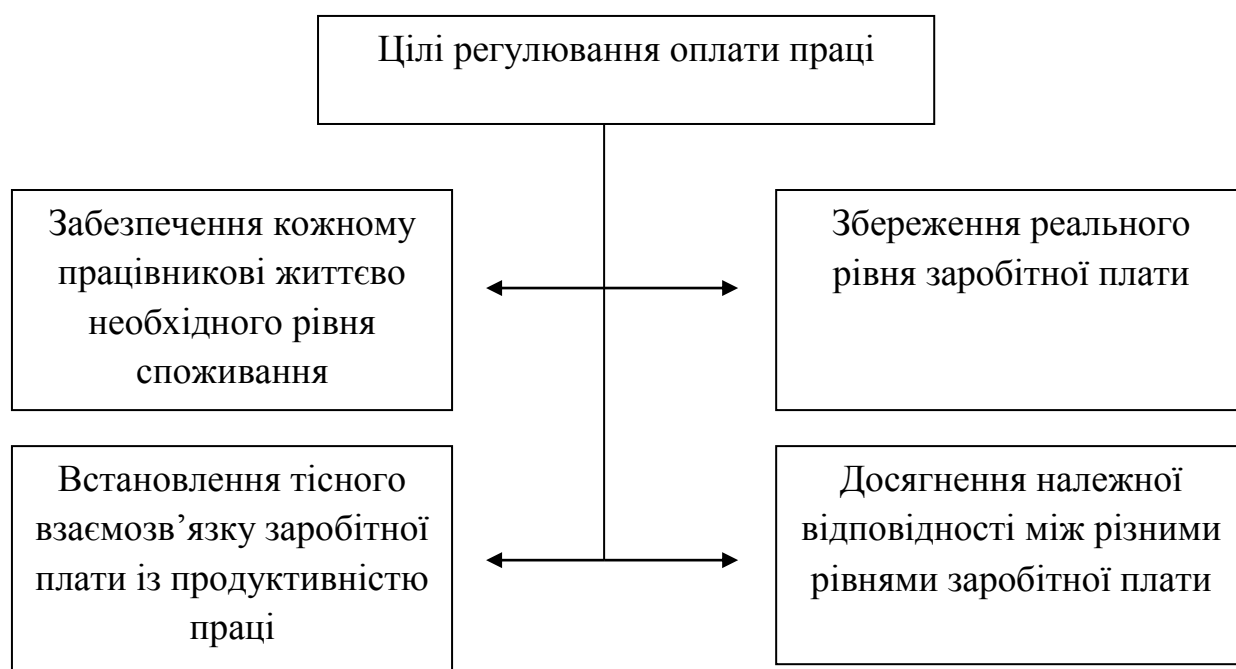 Цілі регулювання оплати праці
Забезпечення кожному
працівникові життєво
необхідного рівня
споживання
Збереження реального
рівня заробітної плати
Встановлення тісного
взаємозв’язку заробітної
плати із продуктивністю
праці
Досягнення належної
відповідності між різними
рівнями заробітної плати